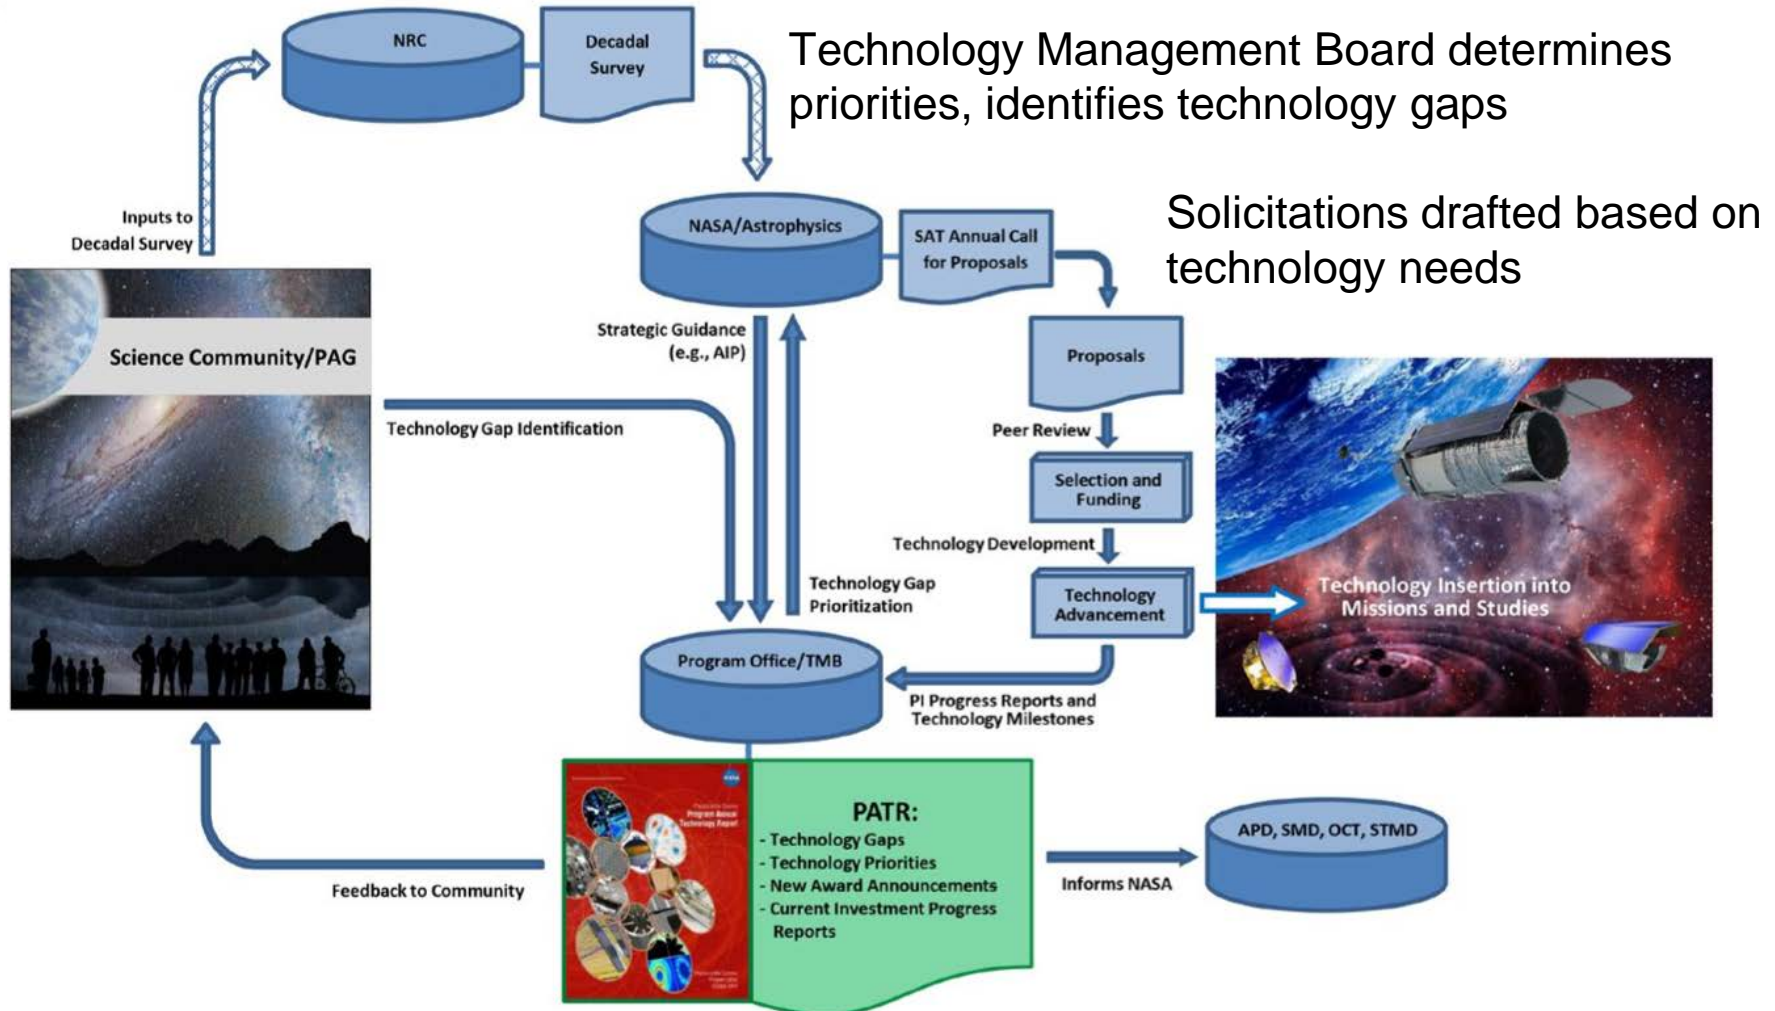 NRC
Decadal
Survey
Technology Management Board determines
priorities, identifies technology gaps
Inputs to
Decadal Survey
NASA/Astrophysics
SAT Annual Call
for Proposals
Solicitations drafted based on
technology needs
Science Community/PAG
Strategic Guidance
(e.g., AIP)
Proposals
Technology Gap Identification
Peer Review
Selection and
Funding
Technology Development
Technology Gap
Prioritization
Technology
Advancement
Technology Insertion into
Missions and Studies
Program Office/TMB
PI Progress Reports and
Technology Milestones
Program Annual
Technology Report
PATR:
- Technology Gaps
- Technology Priorities
- New Award Announcements
- Current Investment Progress
Reports
Feedback to Community
Informs NASA
APD, SMD, OCT, STMD